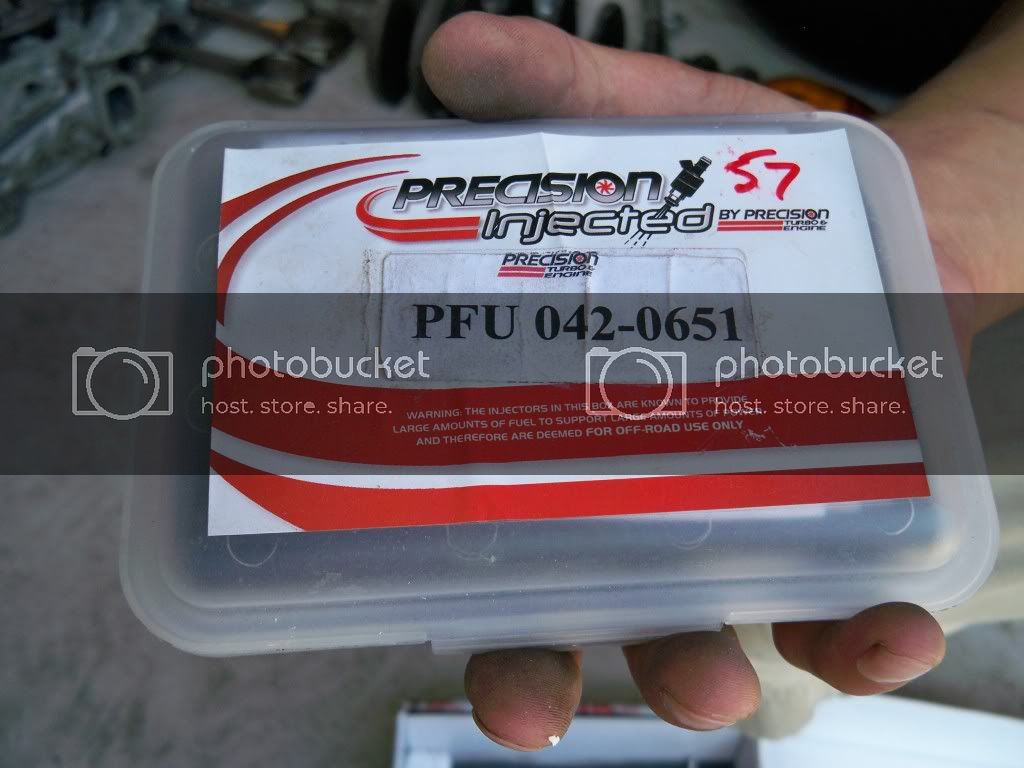 PRECISION
Injected
57
BY PRECISION
TURBO &
ENGINE
PRECISION
TURBO &
ENGINE
PFU 042-0651
photobucket
host. store. share.
photobucket
host. store. share.
WARNING: THE INJECTORS IN THIS BOX ARE KNOWN TO PROVIDE
LARGE AMOUNTS OF FUEL TO SUPPORT LARGE AMOUNTS OF POWER,
AND THEREFORE ARE DEEMED FOR OFF-ROAD USE ONLY